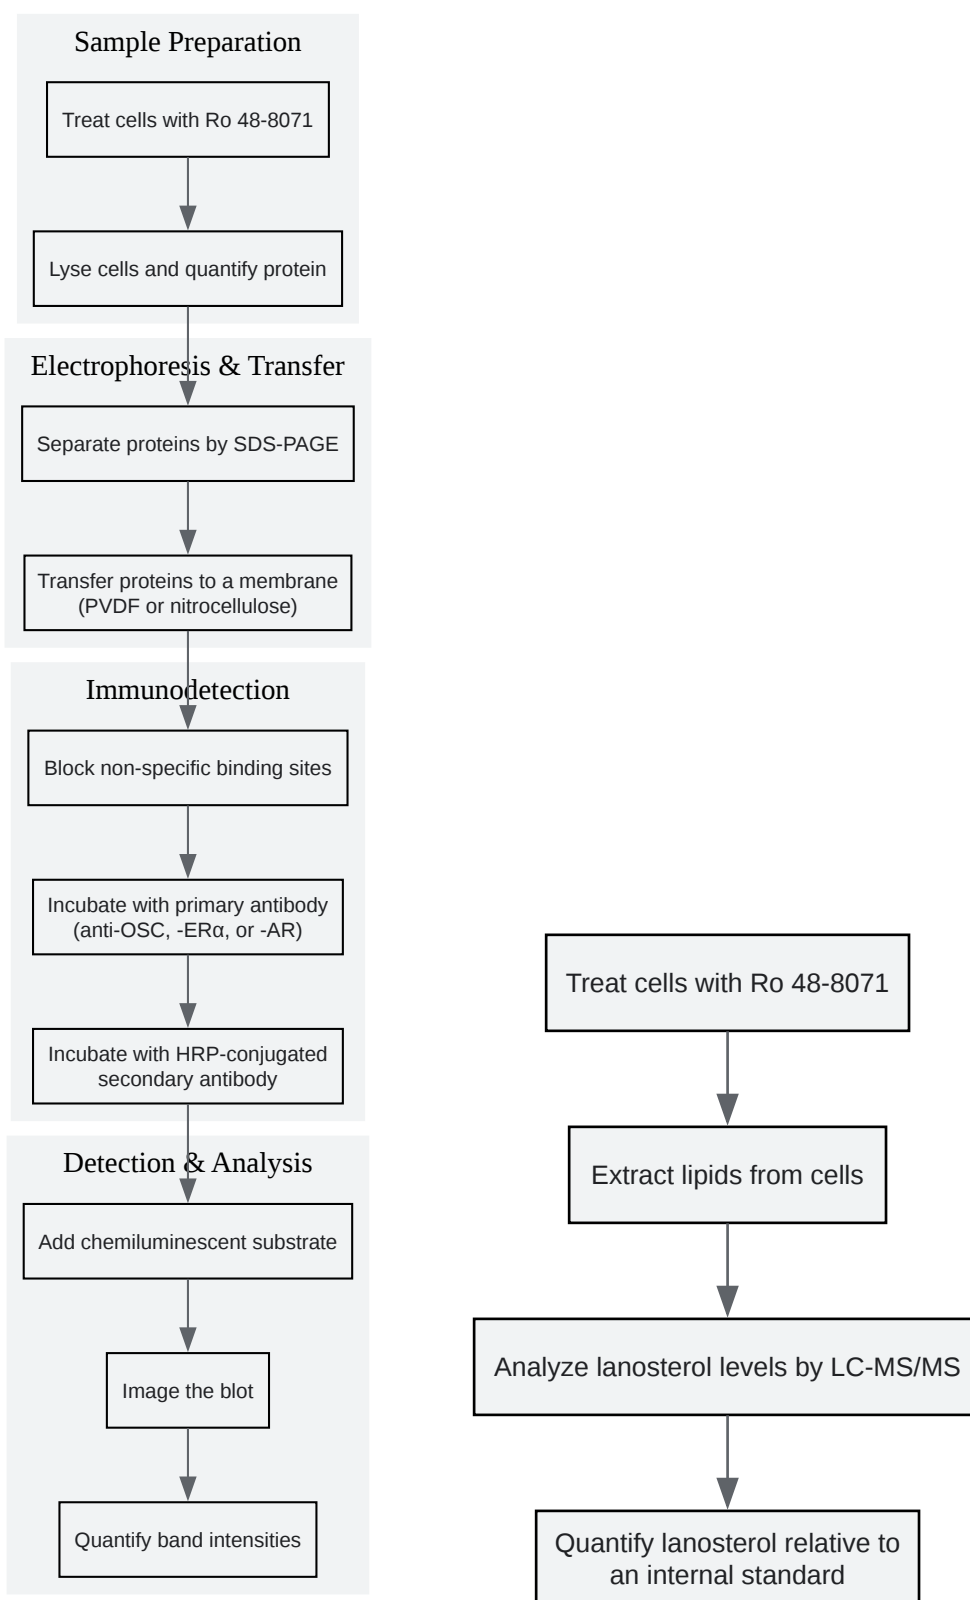 Sample Preparation
Treat cells with Ro 48-8071
Lyse cells and quantify protein
Electrophoresis & Transfer
Separate proteins by SDS-PAGE
Transfer proteins to a membrane
(PVDF or nitrocellulose)
Immunodetection
Block non-specific binding sites
Incubate with primary antibody
(anti-OSC, -ERα, or -AR)
Incubate with HRP-conjugated
secondary antibody
Detection & Analysis
Add chemiluminescent substrate
Image the blot
Quantify band intensities
Treat cells with Ro 48-8071
Extract lipids from cells
Analyze lanosterol levels by LC-MS/MS
Quantify lanosterol relative to
an internal standard